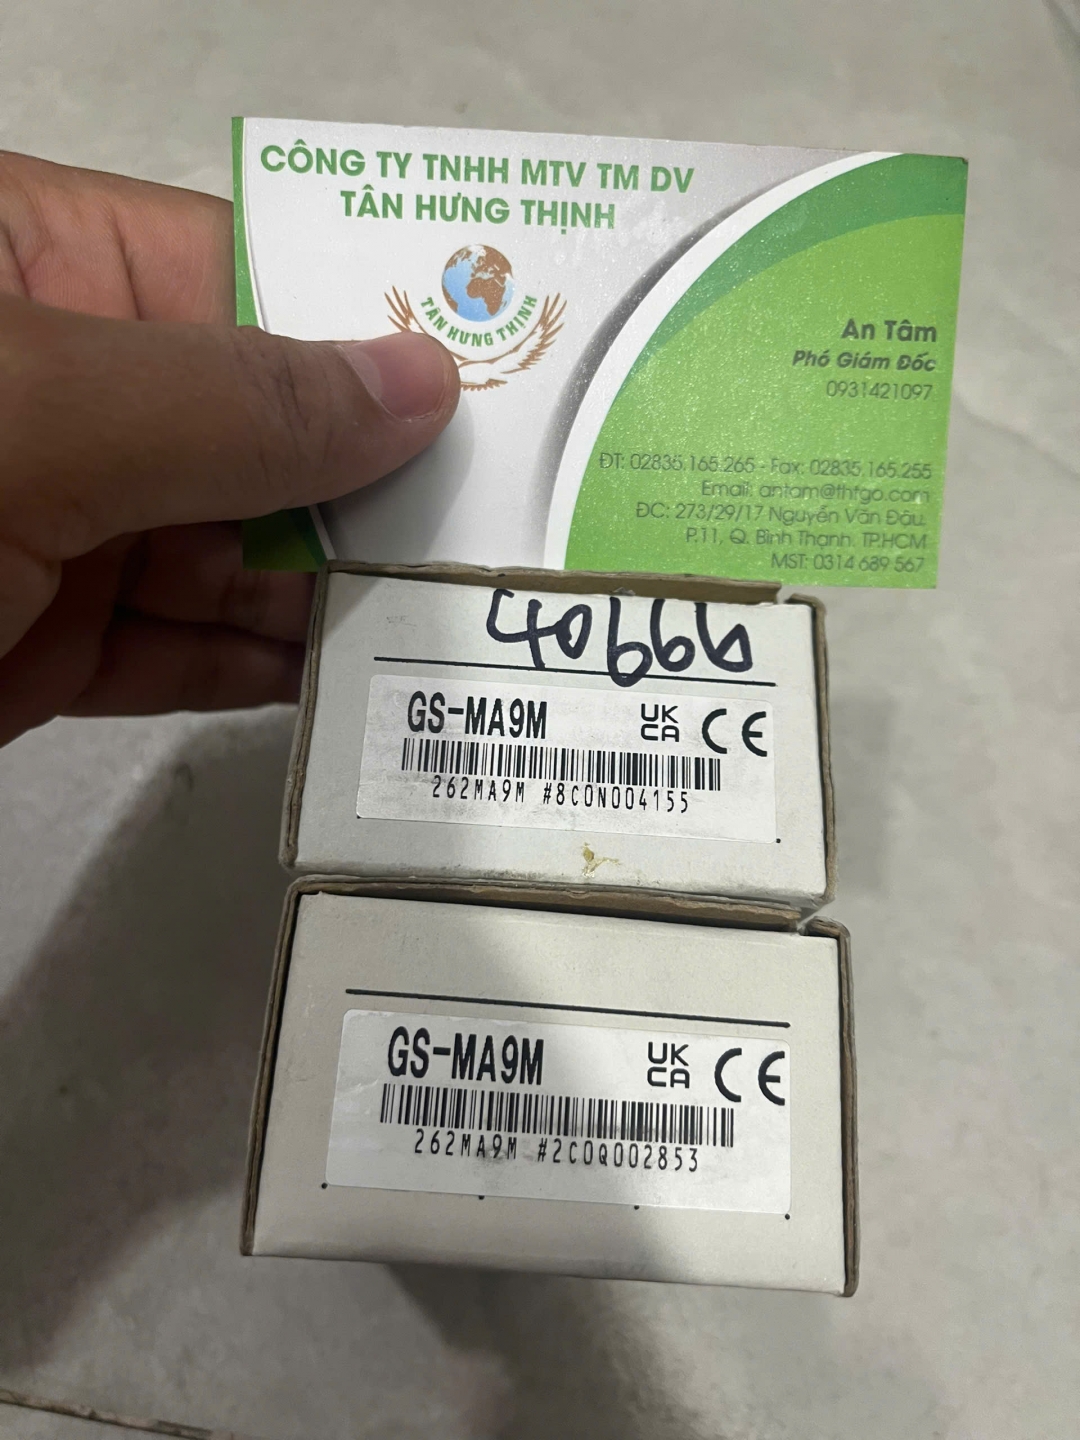 CÔNG TY TNHH MTV TM DV
TÂN HƯNG THỊNH
TÂN HƯNG THỊNH
An Tâm
Phó Giám Đốc
0931421097
ĐT: 02835.165.265 - Fax: 02835.165.255
Email: antam@thtgo.com
ĐC: 273/29/17 Nguyễn Văn Đậu,
P.11, Q. Bình Thạnh, TP.HCM
MST: 0314 689 567
40666
GS-MA9M
UK
CA
CE
262MA9M #8C0N004155
GS-MA9M
UK
CA
CE
262MA9M #2C0Q002853